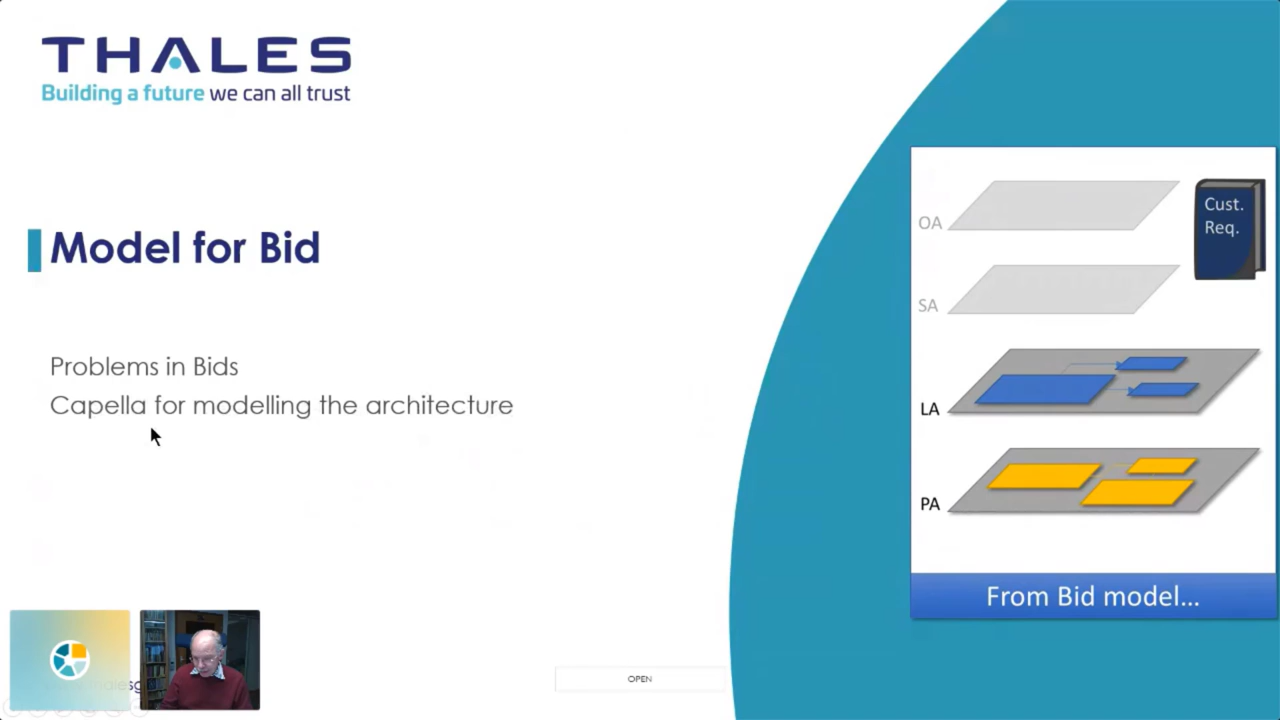 THALES
Building a future we can all trust
Model for Bid
Problems in Bids
Capella for modelling the architecture
OA
Cust.
Req.
SA
LA
PA
From Bid model...
OPEN